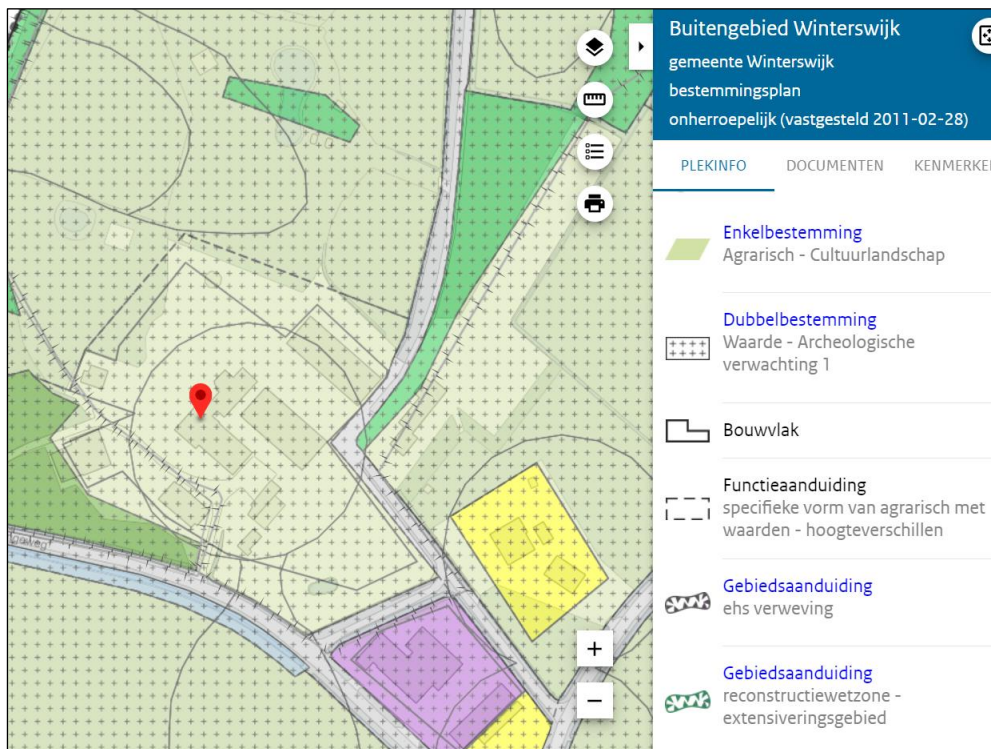 Buitengebied Winterswijk
gemeente Winterswijk
bestemmingsplan
onherroepelijk (vastgesteld 2011-02-28)
PLEKINFO DOCUMENTEN
Enkelbestemming
Agrarisch - Cultuurlandschap
Dubbelbestemming
Waarde - Archeologische
verwachting 1
Bouwvlak
Functieaanduiding
specifieke vorm van agrarisch met
waarden - hoogteverschillen
Gebiedsaanduiding
ehs verweving
Gebiedsaanduiding
reconstructiewetzone -
extensiveringsgebied
+
−